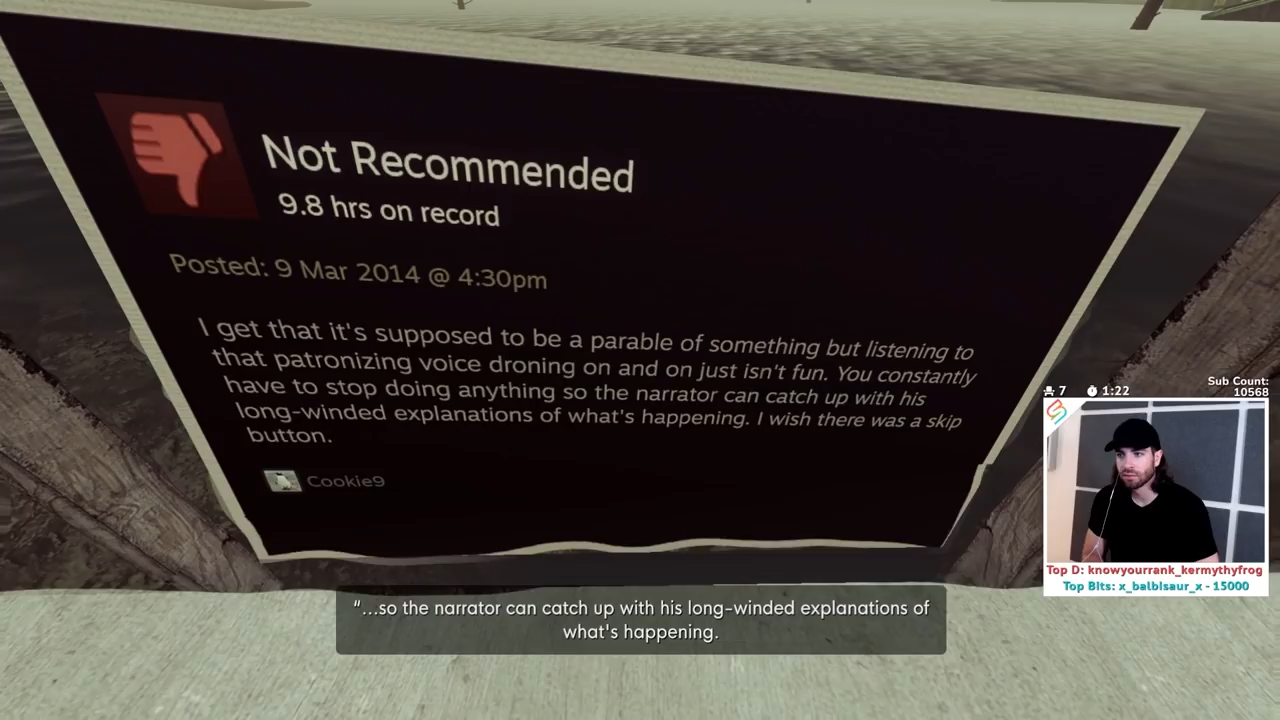 Not Recommended
9.8 hrs on record
Posted: 9 Mar 2014 @ 4:30pm
I get that it's supposed to be a parable of something but listening to
that patronizing voice droning on and on just isn't fun. You constantly
have to stop doing anything so the narrator can catch up with his
long-winded explanations of what's happening. I wish there was a skip
button.
Cookie9
Sub Count:
7 1:22 10568
Top D: knowyourrank_kermythyfrog
Top Bits: x_balbisaur_x - 15000
"...so the narrator can catch up with his long-winded explanations of
what's happening.